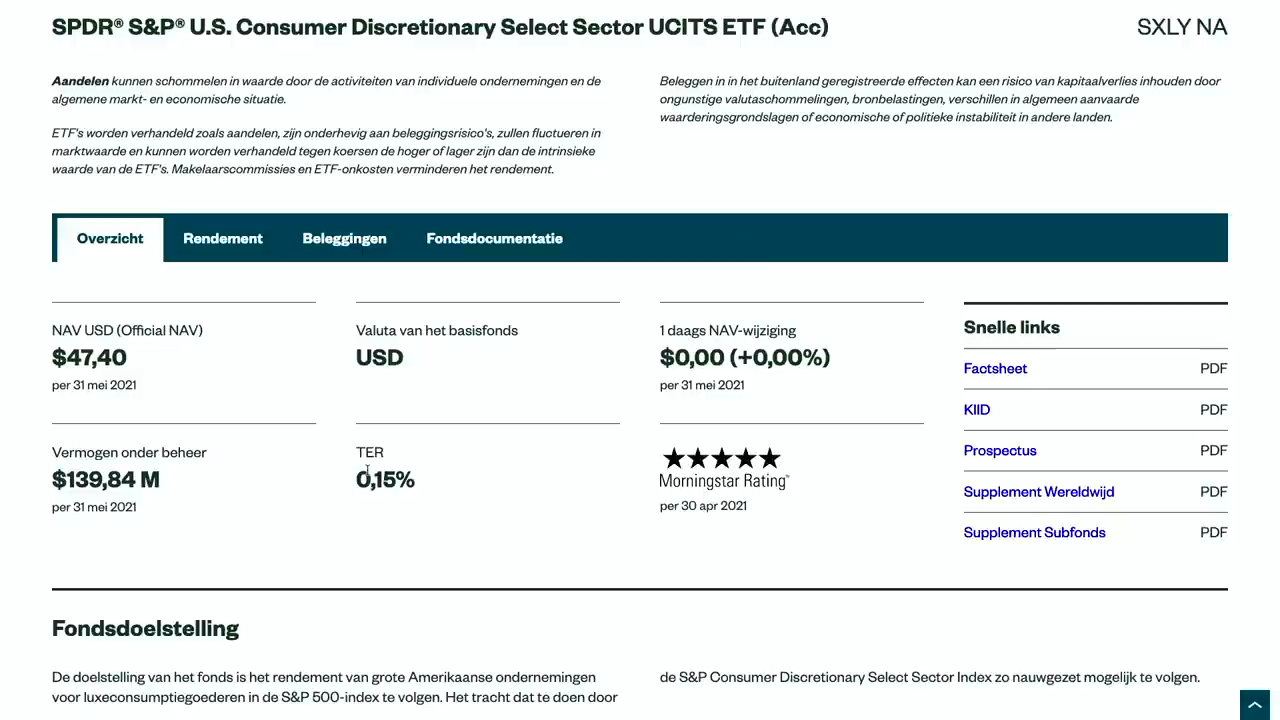 SPDR® S&P® U.S. Consumer Discretionary Select Sector UCITS ETF (Acc)
SXLY NA
Aandelen kunnen schommelen in waarde door de activiteiten van individuele ondernemingen en de
algemene markt- en economische situatie.
ETF's worden verhandeld zoals aandelen, zijn onderhevig aan beleggingsrisico's, zullen fluctueren in
marktwaarde en kunnen worden verhandeld tegen koersen de hoger of lager zijn dan de intrinsieke
waarde van de ETF's. Makelaarscommissies en ETF-onkosten verminderen het rendement.
Beleggen in in het buitenland geregistreerde effecten kan een risico van kapitaalverlies inhouden door
ongunstige valutaschommelingen, bronbelastingen, verschillen in algemeen aanvaarde
waarderingsgrondslagen of economische of politieke instabiliteit in andere landen.
Overzicht
Rendement
Beleggingen
Fondsdocumentatie
NAV USD (Official NAV)
$47,40
per 31 mei 2021
Valuta van het basisfonds
USD
1 daags NAV-wijziging
$0,00 (+0,00%)
per 31 mei 2021
Vermogen onder beheer
$139,84 M
per 31 mei 2021
TER
0,15%
Morningstar Rating™
per 30 apr 2021
Snelle links
Factsheet PDF
KIID PDF
Prospectus PDF
Supplement Wereldwijd PDF
Supplement Subfonds PDF
Fondsdoelstelling
De doelstelling van het fonds is het rendement van grote Amerikaanse ondernemingen
voor luxeconsumptiegoederen in de S&P 500-index te volgen. Het tracht dat te doen door
de S&P Consumer Discretionary Select Sector Index zo nauwgezet mogelijk te volgen.